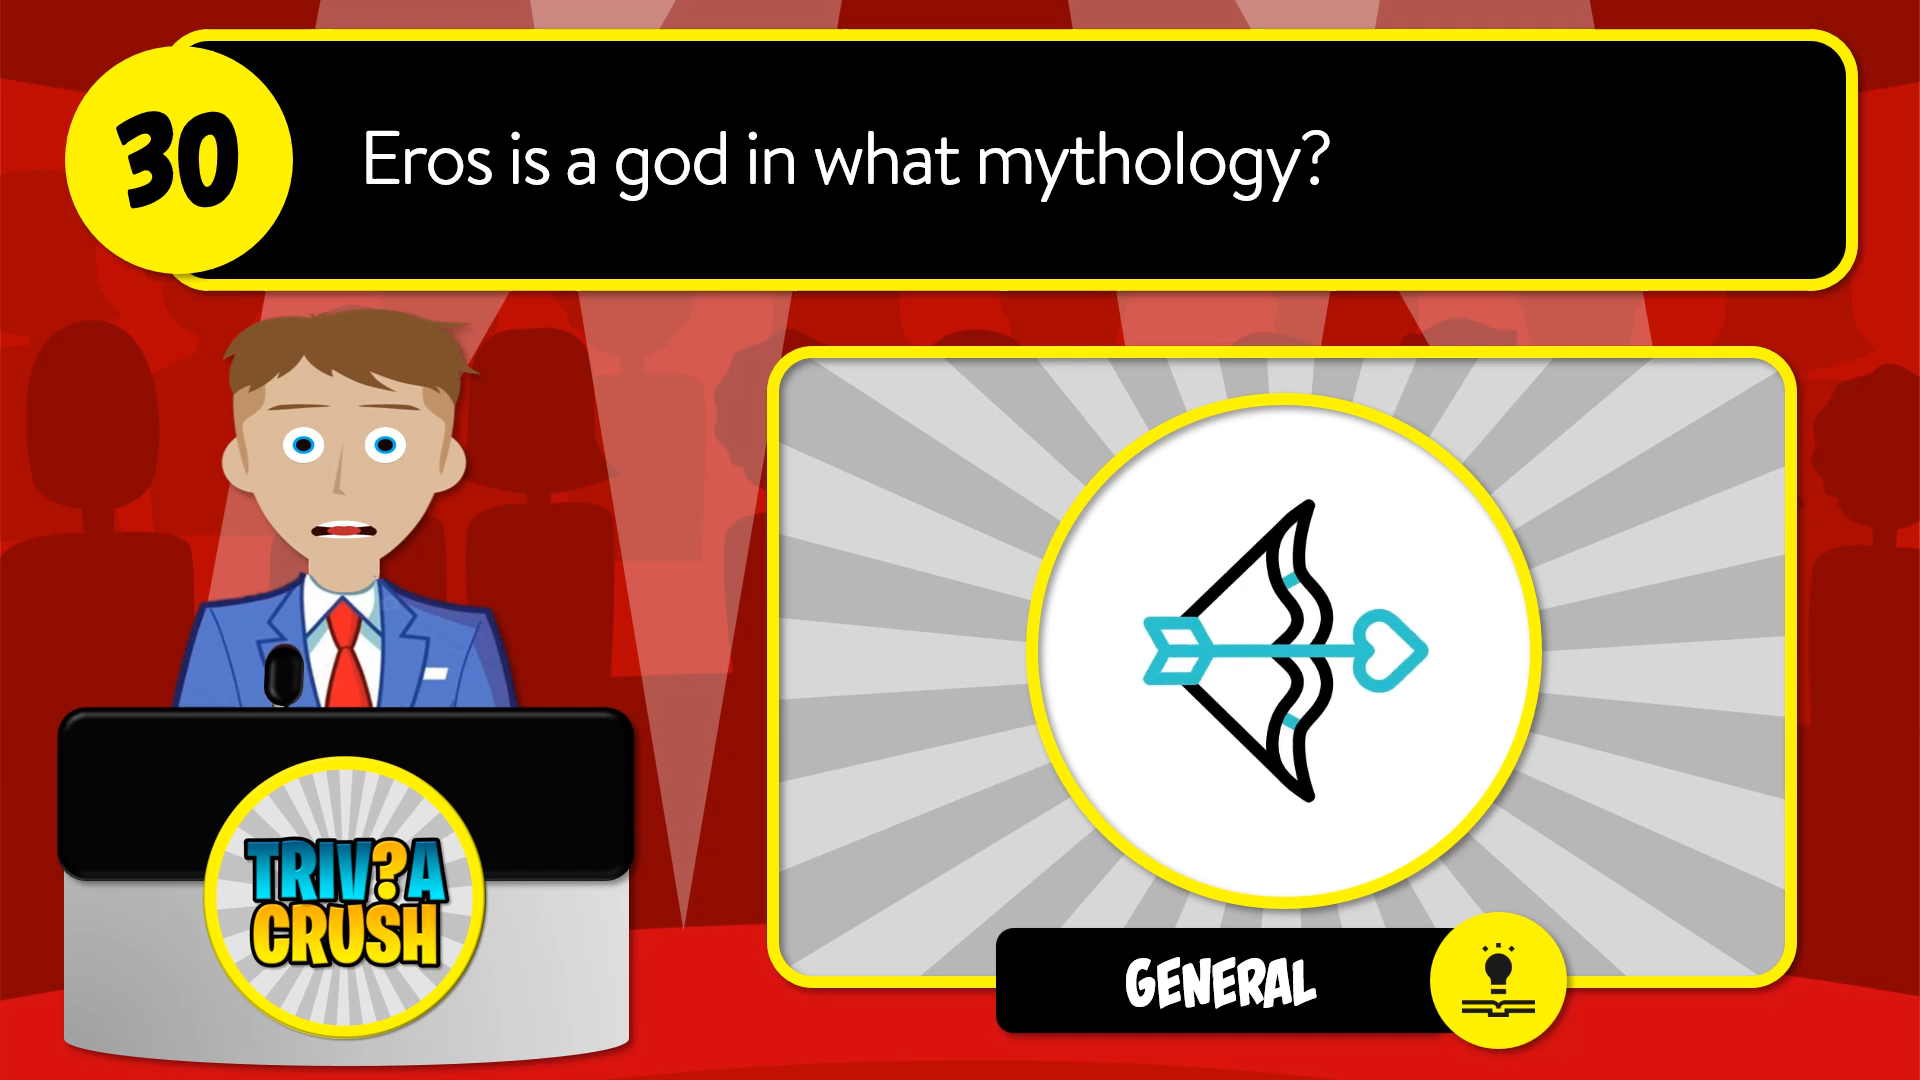 30
Eros is a god in what mythology?
TRIV?A
CRUSH
GENERAL